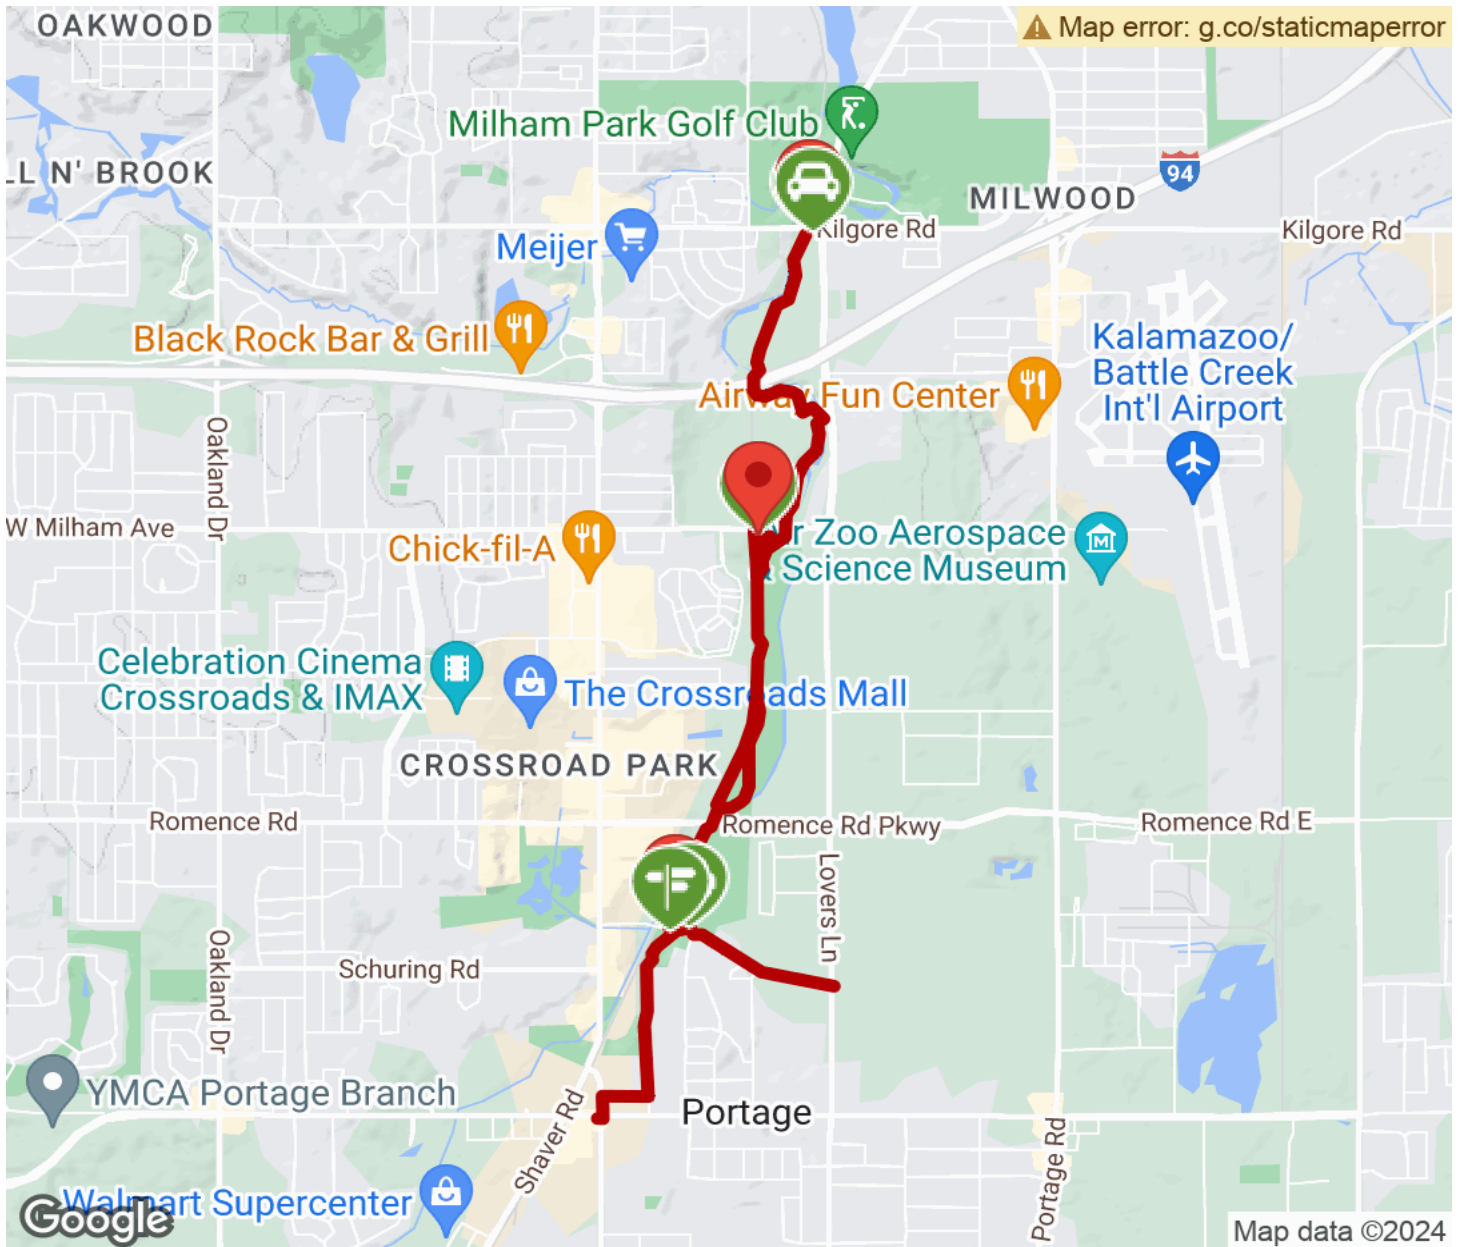 OAKWOOD
Map error: g.co/staticmaperror
Milham Park Golf Club
LL N' BROOK
94
MILWOOD
Kilgore Rd
Kilgore Rd
Meijer
Black Rock Bar & Grill
Kalamazoo/
Battle Creek
Int'l Airport
Airway Fun Center
Oakland Dr
W Milham Ave
Chick-fil-A
Air Zoo Aerospace
& Science Museum
Celebration Cinema
Crossroads & IMAX
The Crossroads Mall
CROSSROAD PARK
Romence Rd
Romence Rd Pkwy
Romence Rd E
Lovers Ln
Oakland Dr
Schuring Rd
YMCA Portage Branch
Shaver Rd
Portage
Portage Rd
Walmart Supercenter
Google
Map data ©2024